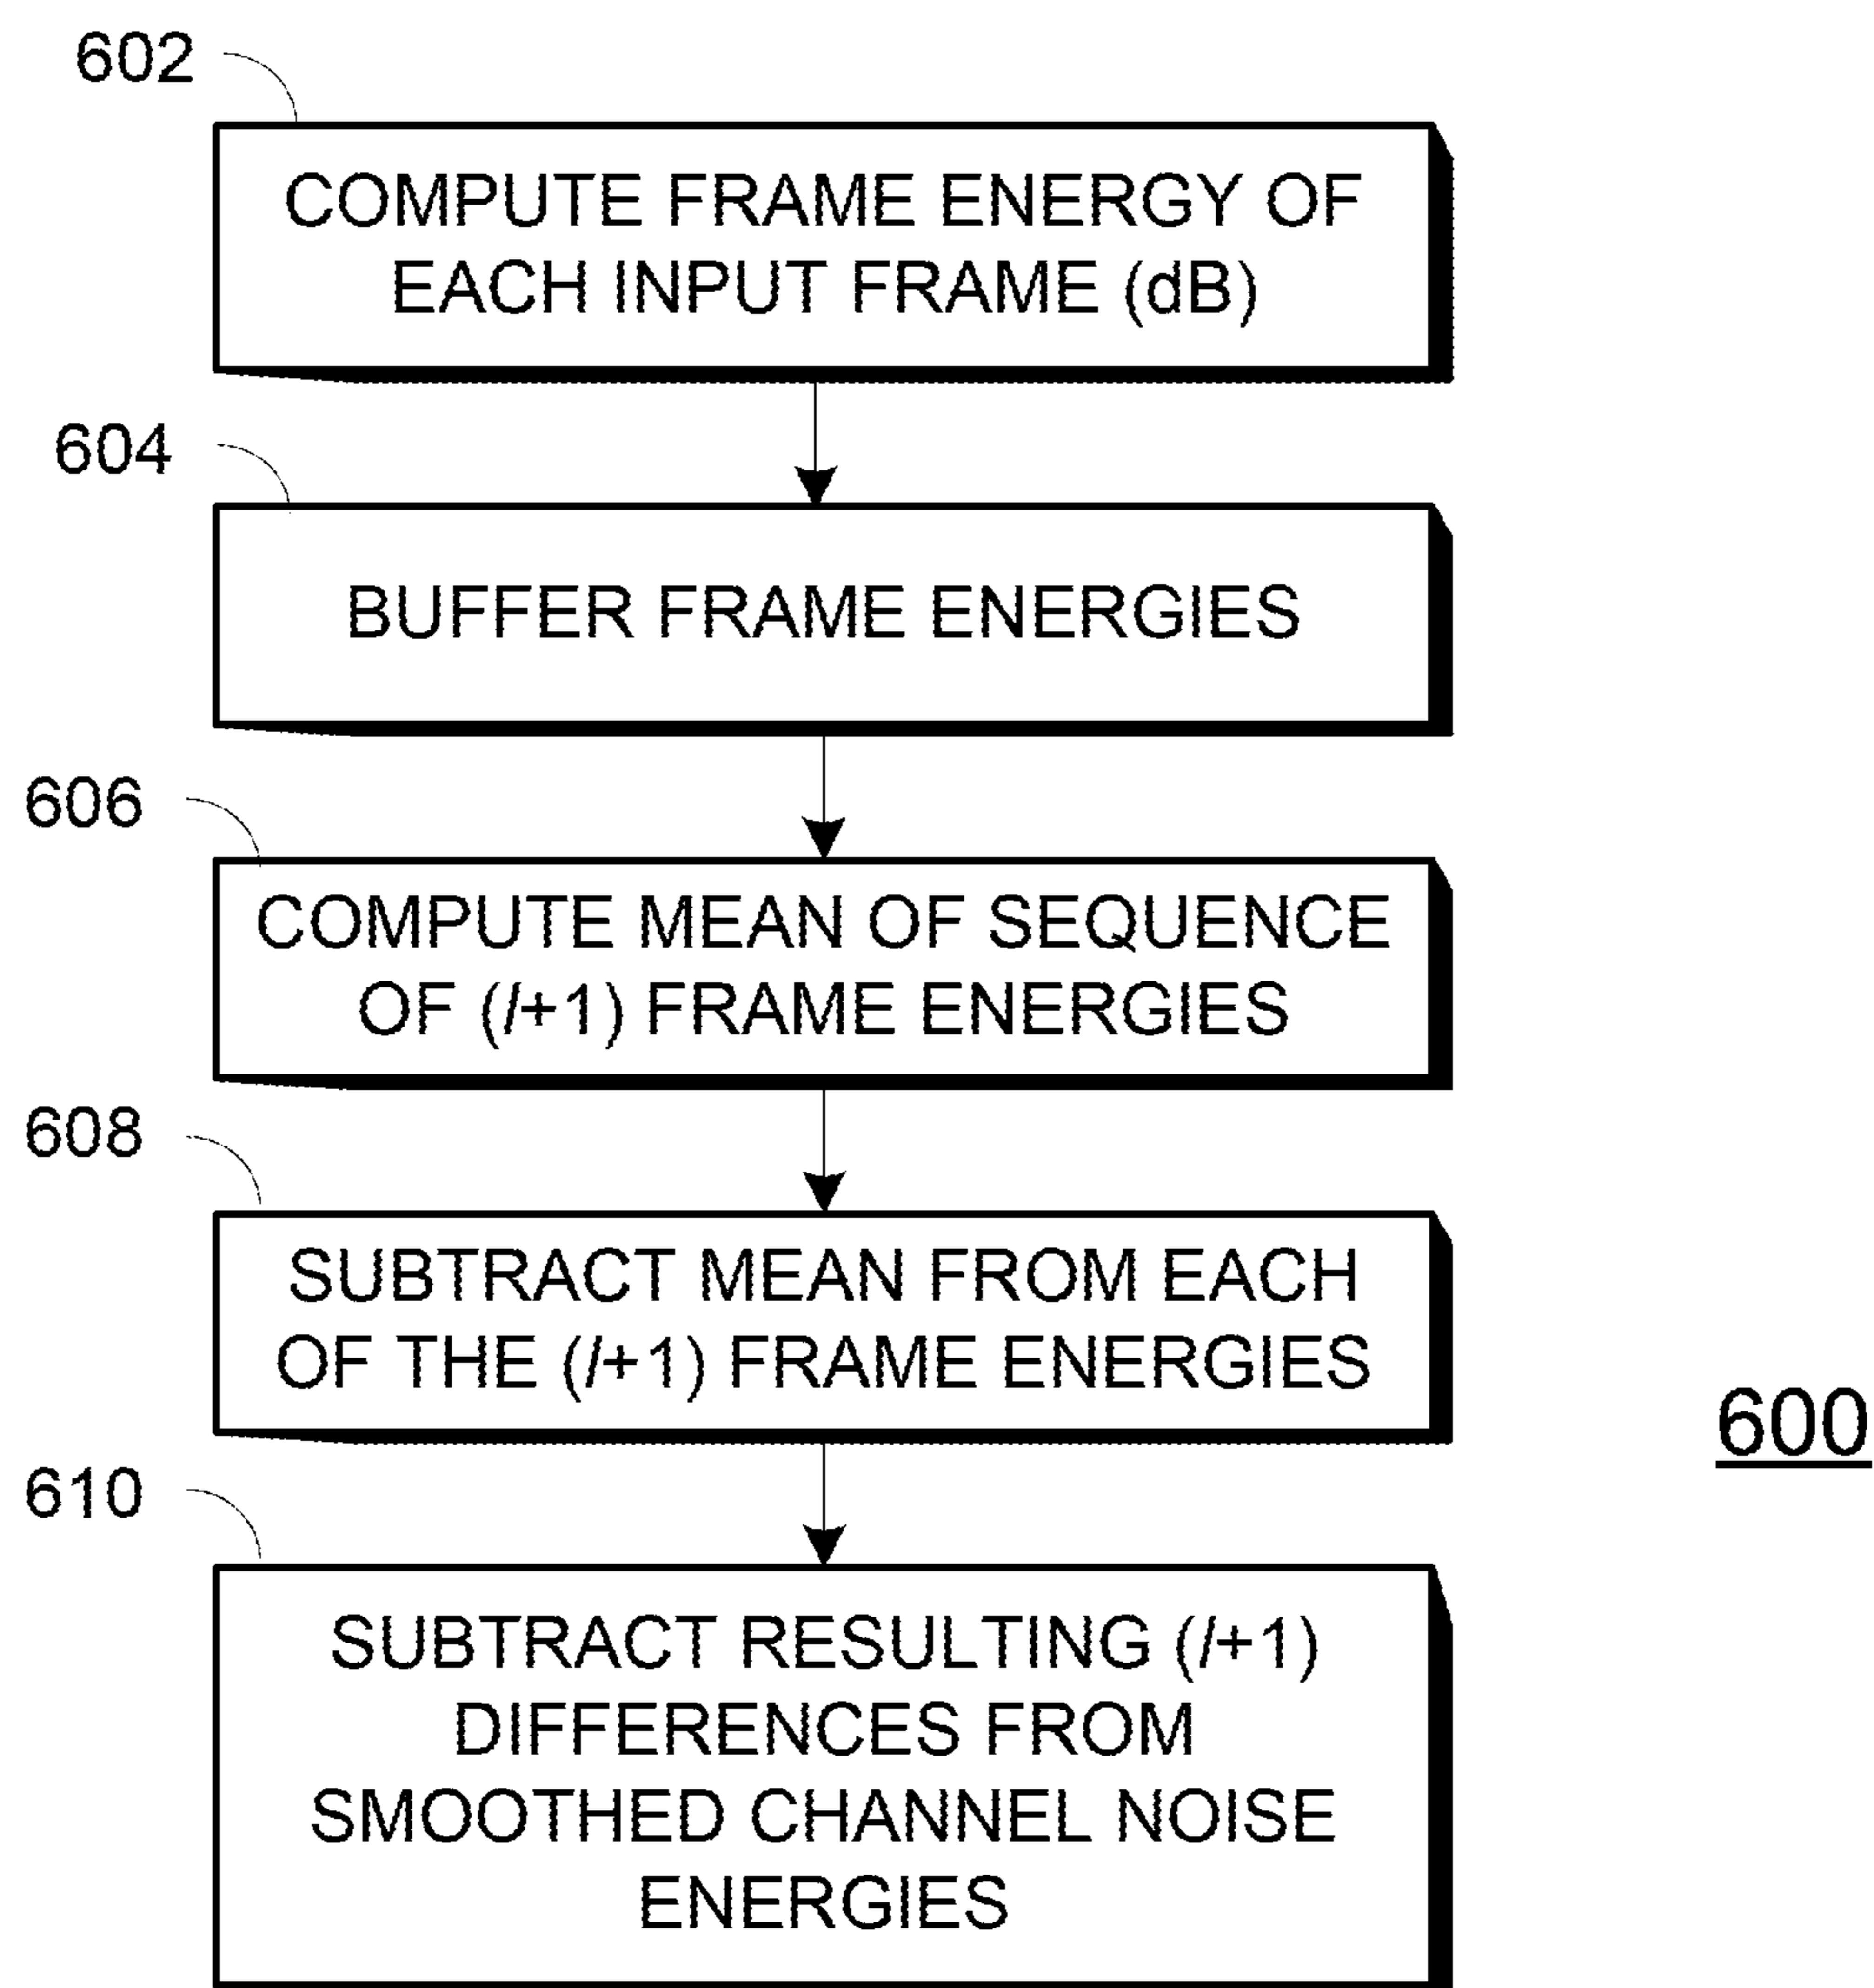 602
COMPUTE FRAME ENERGY OF
EACH INPUT FRAME (dB)
604
BUFFER FRAME ENERGIES
606
COMPUTE MEAN OF SEQUENCE
OF (I+1) FRAME ENERGIES
608
SUBTRACT MEAN FROM EACH
OF THE (I+1) FRAME ENERGIES
600
610
SUBTRACT RESULTING (I+1)
DIFFERENCES FROM
SMOOTHED CHANNEL NOISE
ENERGIES